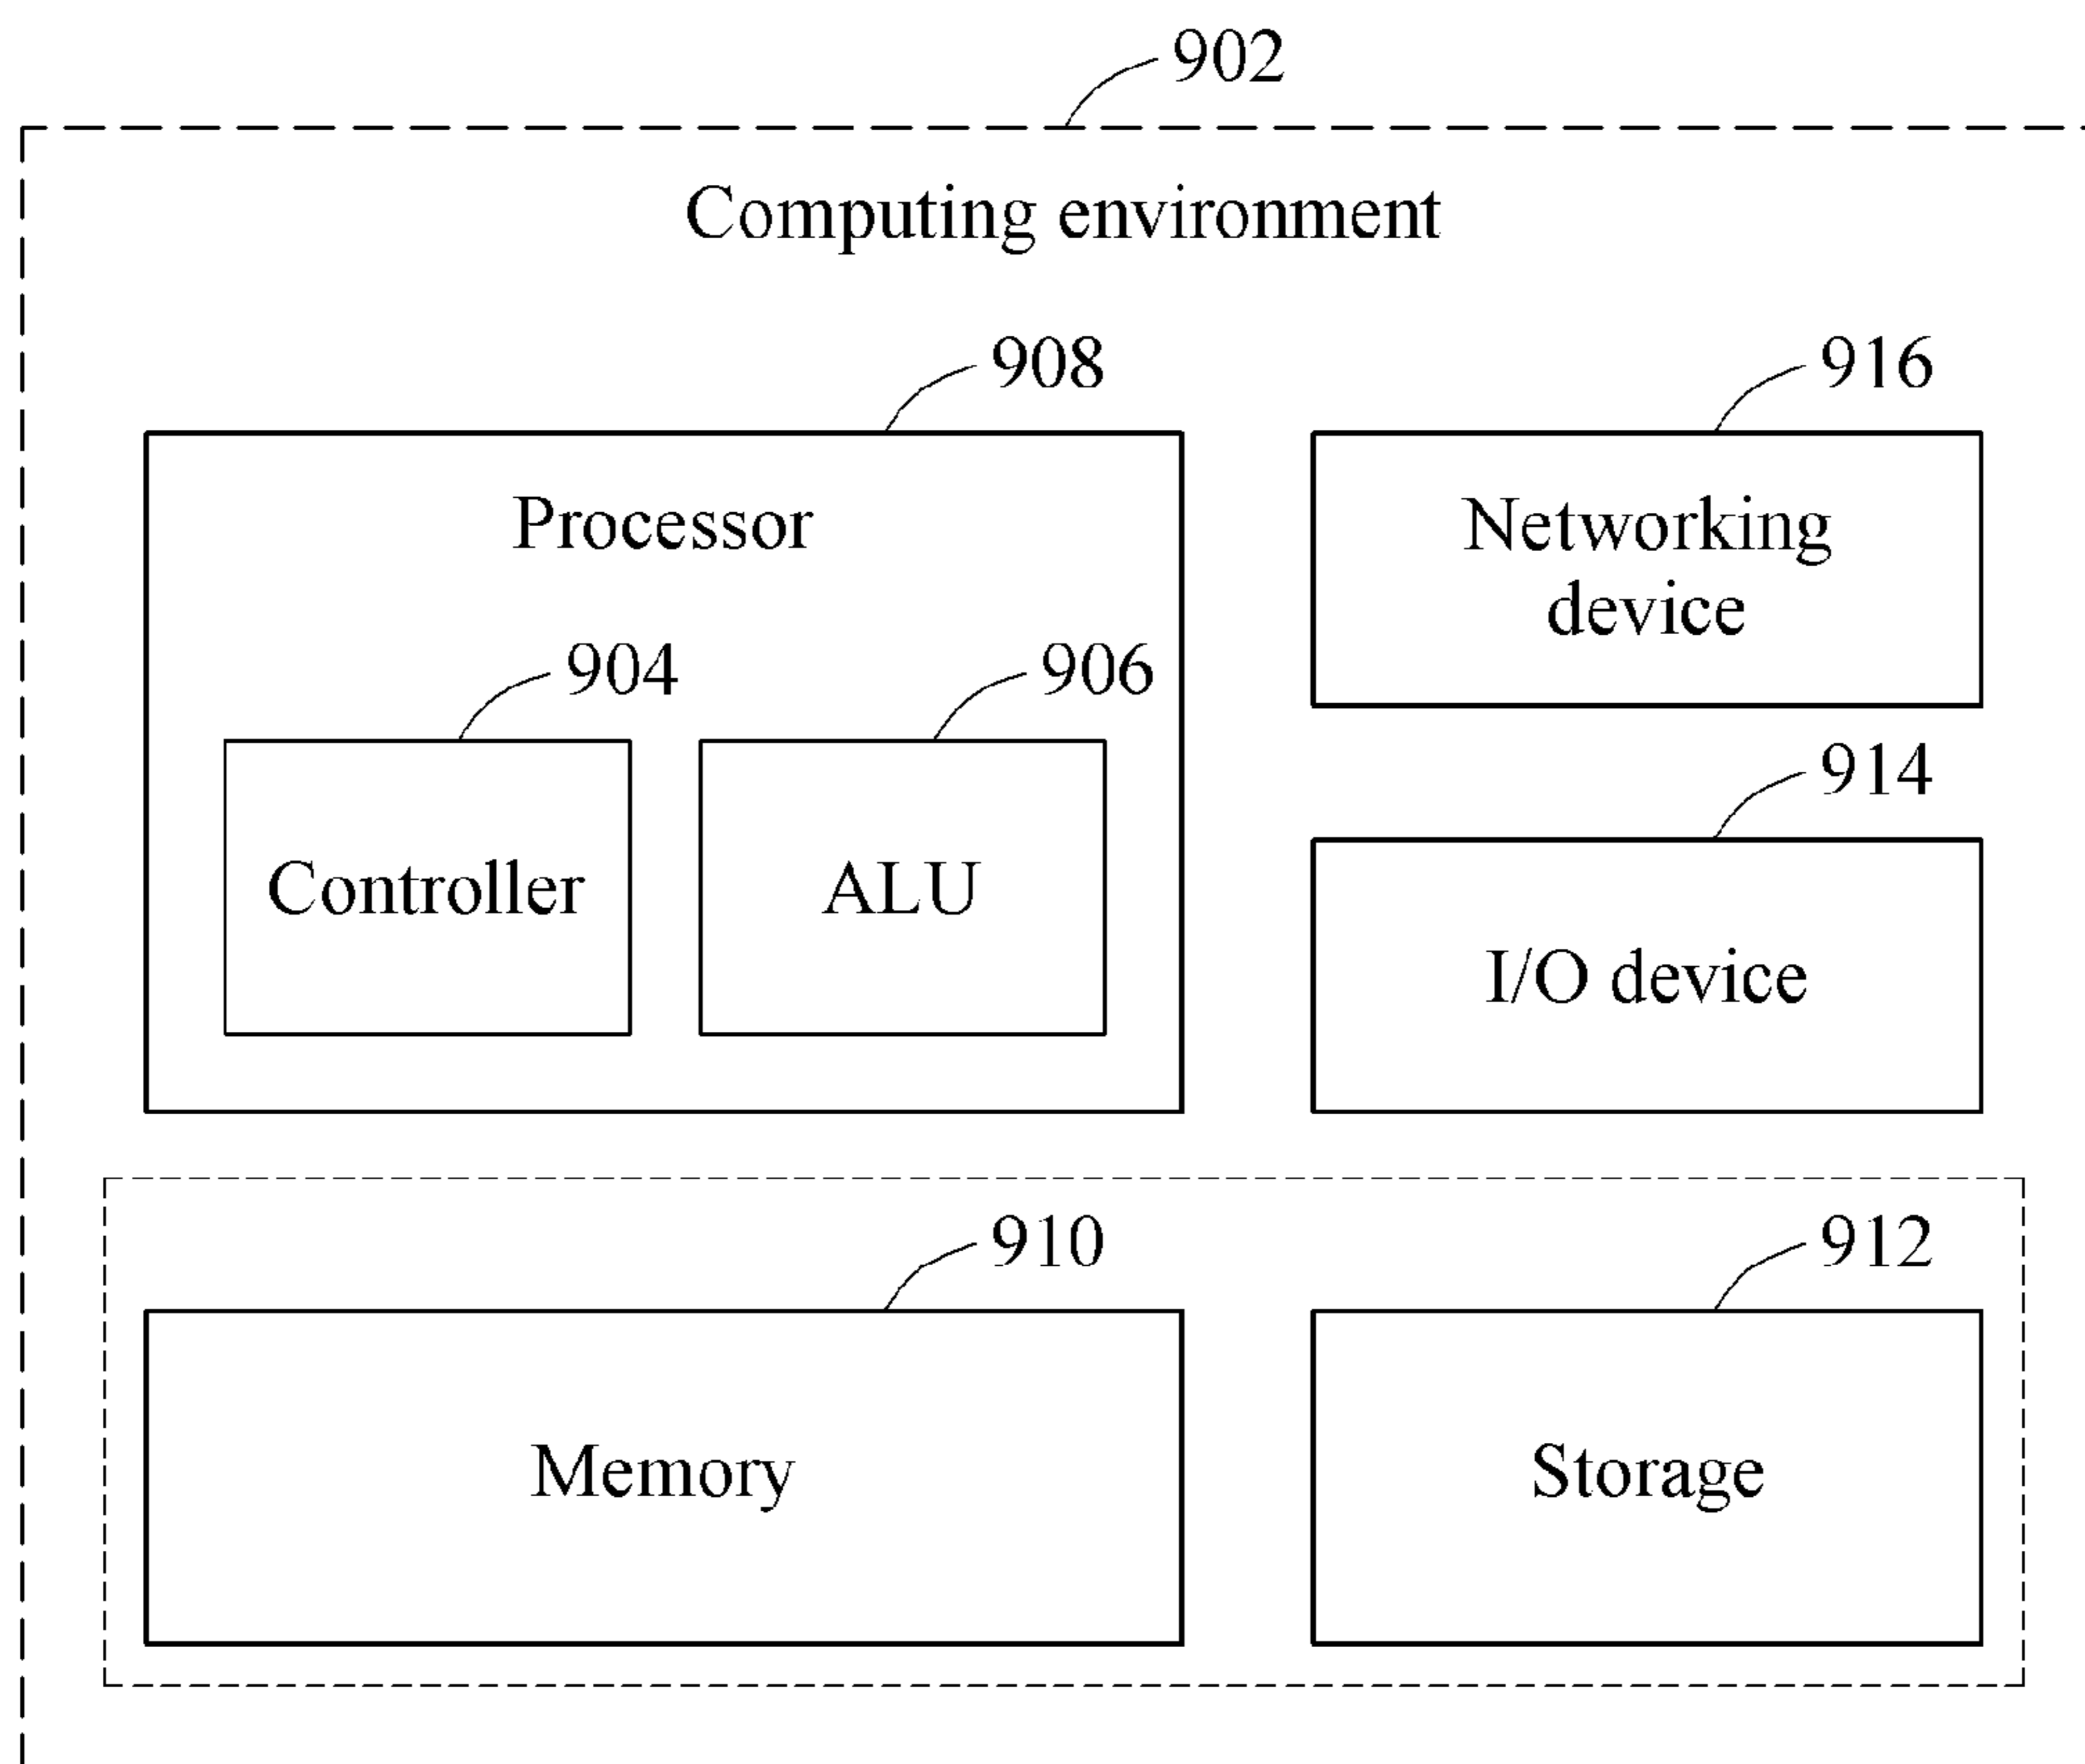 902
Computing environment
908
916
Processor
Networking
device
904
906
914
Controller
ALU
I/O device
910
912
Memory
Storage